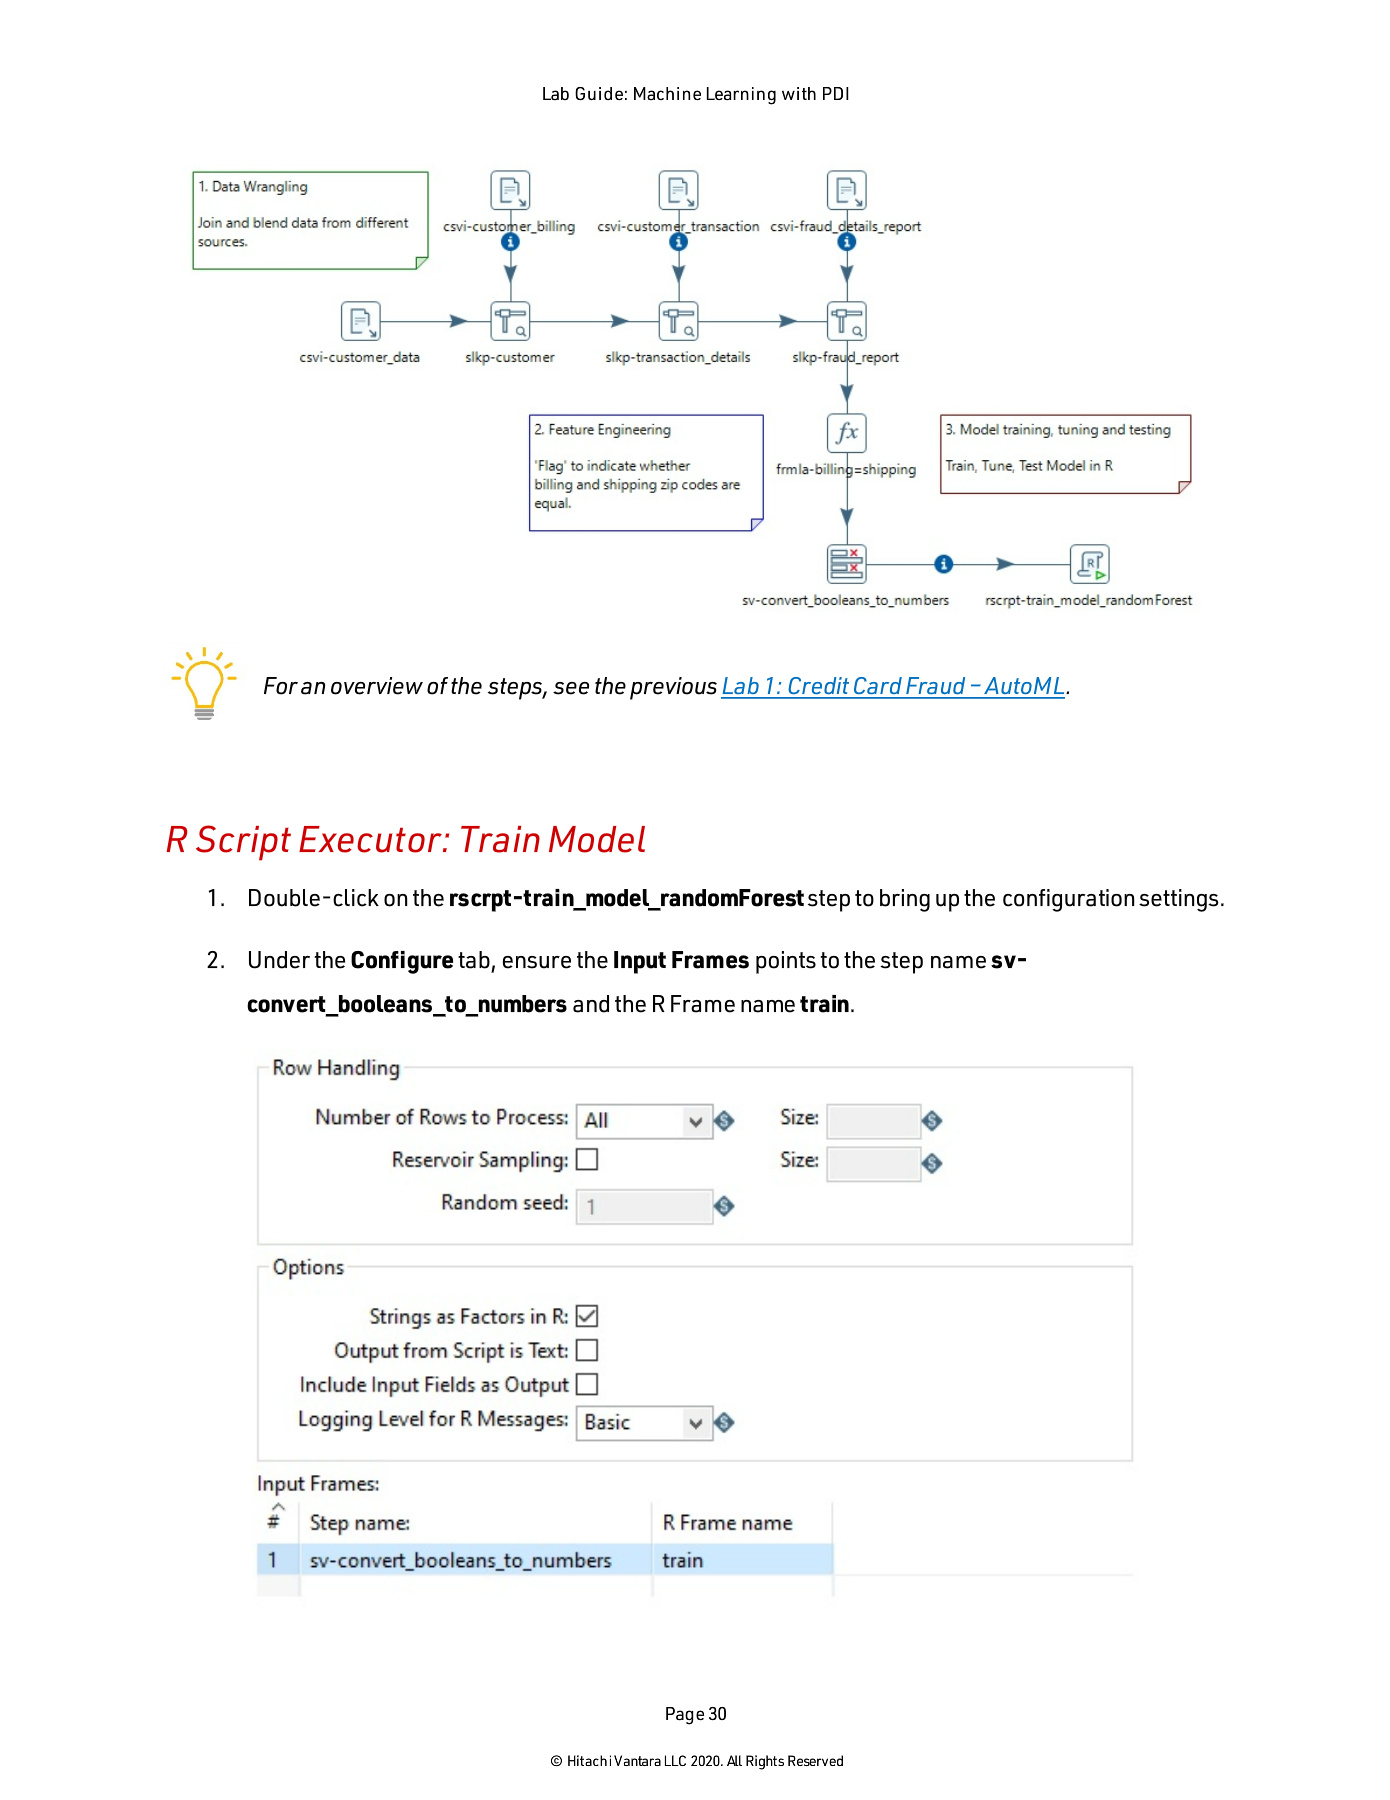 Lab Guide: Machine Learning with PDI
1. Data Wrangling
Join and blend data from different
sources.
csvi-customer_billing
csvi-customer_transaction
csvi-fraud_details_report
csvi-customer_data
slkp-customer
slkp-transaction_details
slkp-fraud_report
2. Feature Engineering
'Flag' to indicate whether
billing and shipping zip codes are
equal.
fx
frmla-billing=shipping
3. Model training, tuning and testing
Train, Tune, Test Model in R
R
sv-convert_booleans_to_numbers
rscrpt-train_model_randomForest
For an overview of the steps, see the previous Lab 1: Credit Card Fraud – AutoML.
R Script Executor: Train Model
1. Double-click on the rscrpt-train_model_randomForest step to bring up the configuration settings.
2. Under the Configure tab, ensure the Input Frames points to the step name sv-
convert_booleans_to_numbers and the R Frame name train.
Row Handling
Number of Rows to Process: All Size:
Reservoir Sampling: Size:
Random seed: 1
Options
Strings as Factors in R:
Output from Script is Text:
Include Input Fields as Output
Logging Level for R Messages: Basic
Input Frames:
# Step name: R Frame name
1 sv-convert_booleans_to_numbers train
Page 30
© Hitachi Vantara LLC 2020. All Rights Reserved